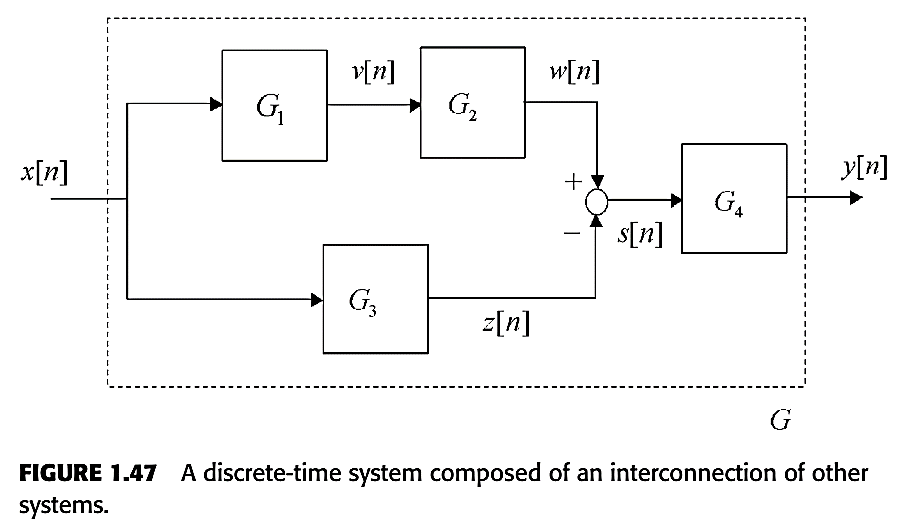 v[n]
w[n]
G₁
G₂
x[n]
y[n]
+
G₄
−
s[n]
G₃
z[n]
G
FIGURE 1.47 A discrete-time system composed of an interconnection of other
systems.